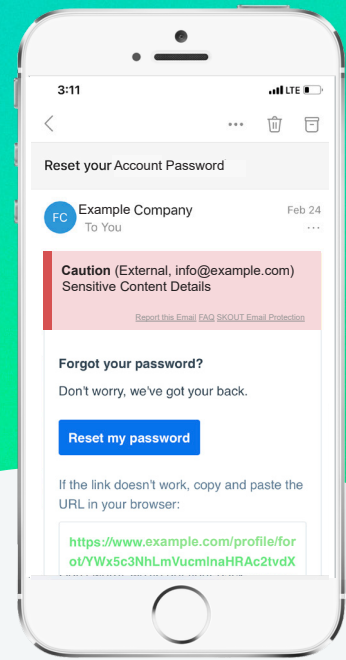 3:11
LTE
Reset your Account Password
FC
Example Company
Feb 24
To You
Caution (External, info@example.com)
Sensitive Content Details
Report this Email FAQ SKOUT Email Protection
Forgot your password?
Don't worry, we've got your back.
Reset my password
If the link doesn't work, copy and paste the
URL in your browser:
https://www.example.com/profile/for
ot/YWx5c3NhLmVucmlnaHRAc2tvdX